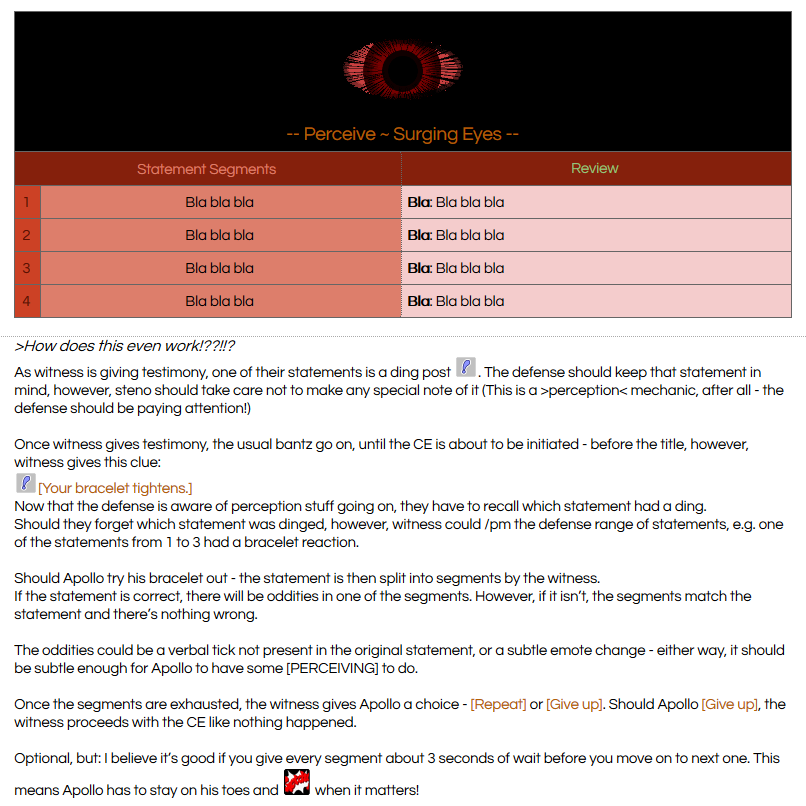 -- Perceive ~ Surging Eyes --
Statement Segments Review
1 Bla bla bla Bla: Bla bla bla
2 Bla bla bla Bla: Bla bla bla
3 Bla bla bla Bla: Bla bla bla
4 Bla bla bla Bla: Bla bla bla
>How does this even work!??!!?
As witness is giving testimony, one of their statements is a ding post . The defense should keep that statement in
mind, however, steno should take care not to make any special note of it (This is a >perception< mechanic, after all - the
defense should be paying attention!)
Once witness gives testimony, the usual bantz go on, until the CE is about to be initiated - before the title, however,
witness gives this clue:
[Your bracelet tightens.]
Now that the defense is aware of perception stuff going on, they have to recall which statement had a ding.
Should they forget which statement was dinged, however, witness could /pm the defense range of statements, e.g. one
of the statements from 1 to 3 had a bracelet reaction.
Should Apollo try his bracelet out - the statement is then split into segments by the witness.
If the statement is correct, there will be oddities in one of the segments. However, if it isn't, the segments match the
statement and there's nothing wrong.
The oddities could be a verbal tick not present in the original statement, or a subtle emote change - either way, it should
be subtle enough for Apollo to have some [PERCEIVING] to do.
Once the segments are exhausted, the witness gives Apollo a choice - [Repeat] or [Give up]. Should Apollo [Give up], the
witness proceeds with the CE like nothing happened.
Optional, but: I believe it's good if you give every segment about 3 seconds of wait before you move on to next one. This
means Apollo has to stay on his toes and when it matters!